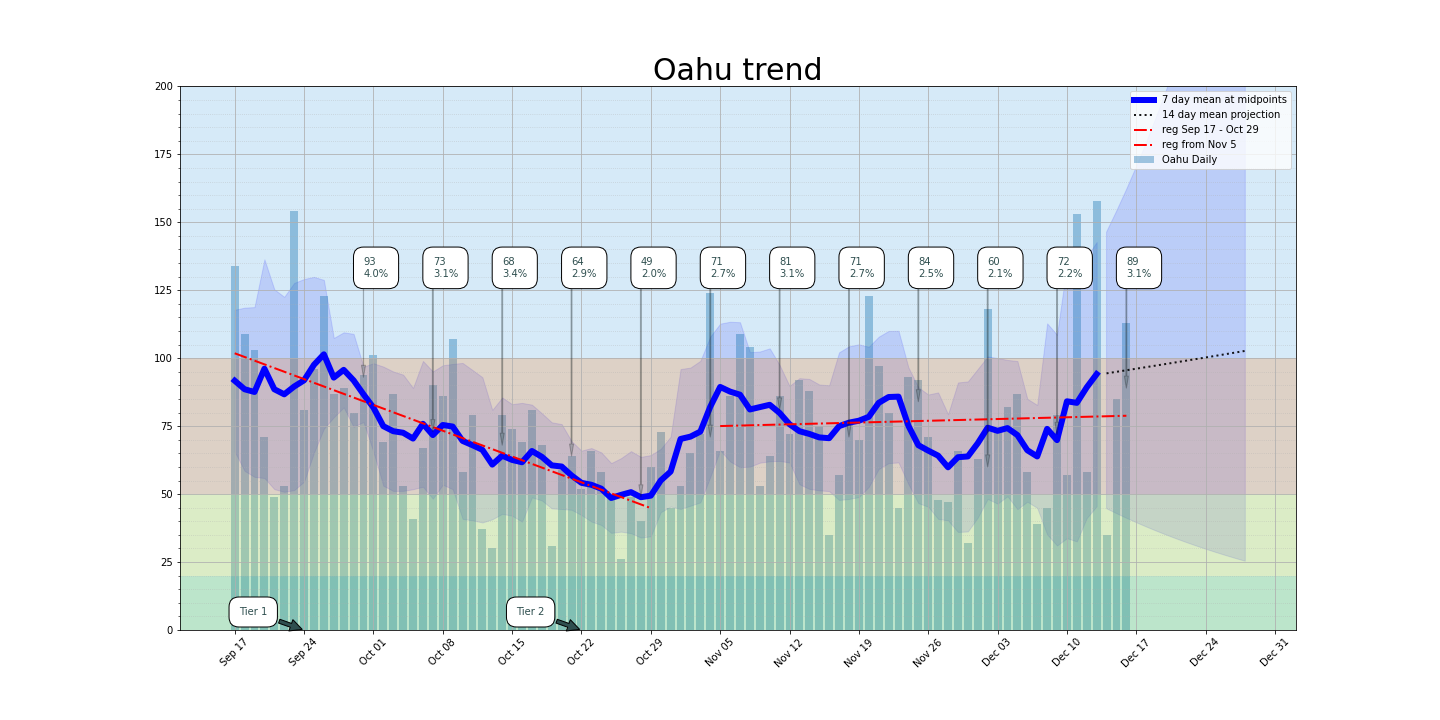 Oahu trend
200
175
150
125
100
75
50
25
0
7 day mean at midpoints
14 day mean projection
reg Sep 17 - Oct 29
reg from Nov 5
Oahu Daily
93
4.0%
73
3.1%
68
3.4%
64
2.9%
49
2.0%
71
2.7%
81
3.1%
71
2.7%
84
2.5%
60
2.1%
72
2.2%
89
3.1%
Tier 1
Tier 2
Sep 17
Sep 24
Oct 01
Oct 08
Oct 15
Oct 22
Oct 29
Nov 05
Nov 12
Nov 19
Nov 26
Dec 03
Dec 10
Dec 17
Dec 24
Dec 31